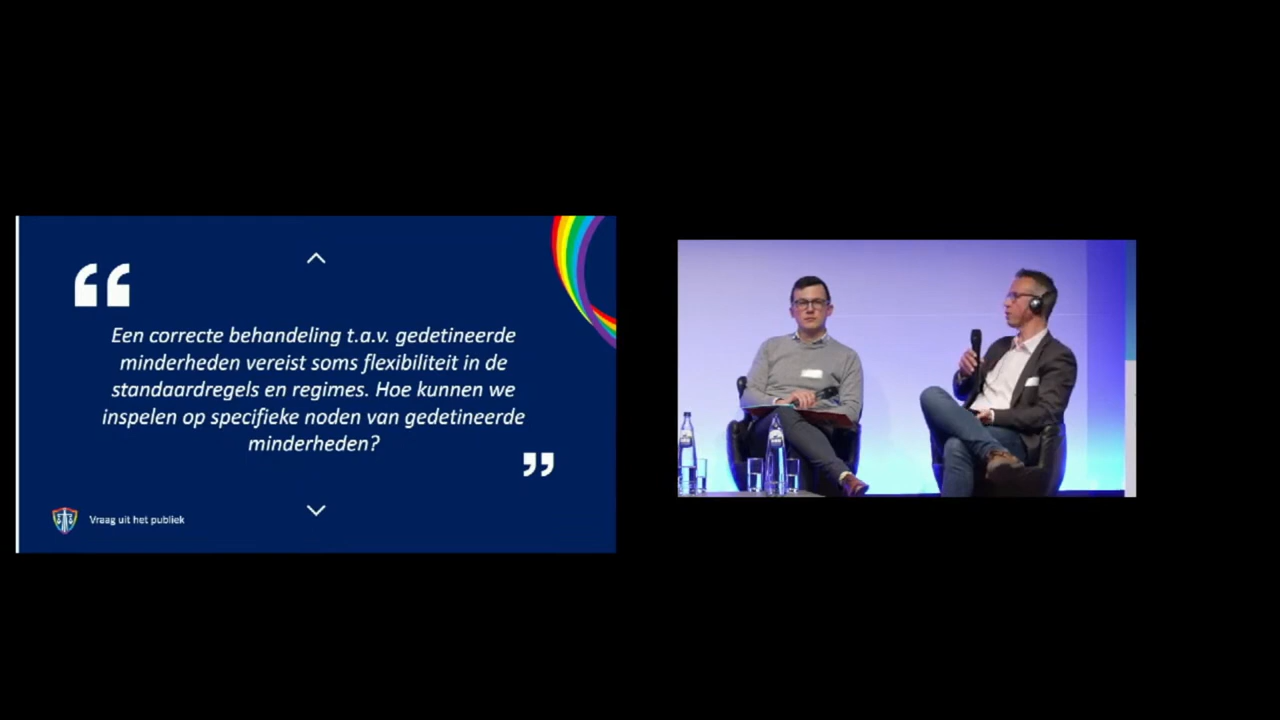 “
Een correcte behandeling t.a.v. gedetineerde
minderheden vereist soms flexibiliteit in de
standaardregels en regimes. Hoe kunnen we
inspelen op specifieke noden van gedetineerde
minderheden?
”
Vraag uit het publiek